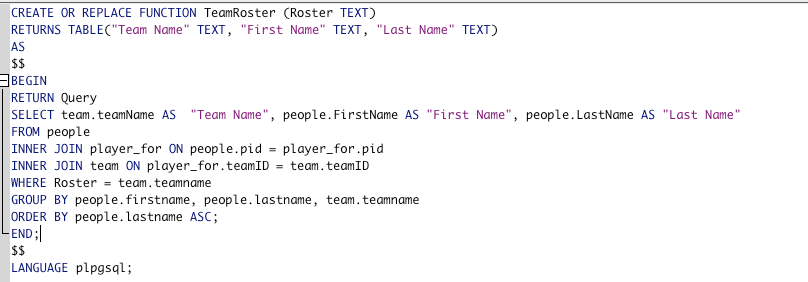 CREATE OR REPLACE FUNCTION TeamRoster (Roster TEXT)
RETURNS TABLE("Team Name" TEXT, "First Name" TEXT, "Last Name" TEXT)
AS
$$
BEGIN
RETURN Query
SELECT team.teamName AS  "Team Name", people.FirstName AS "First Name", people.LastName AS "Last Name"
FROM people
INNER JOIN player_for ON people.pid = player_for.pid
INNER JOIN team ON player_for.teamID = team.teamID
WHERE Roster = team.teamname
GROUP BY people.firstname, people.lastname, team.teamname
ORDER BY people.lastname ASC;
END;
$$
LANGUAGE plpgsql;